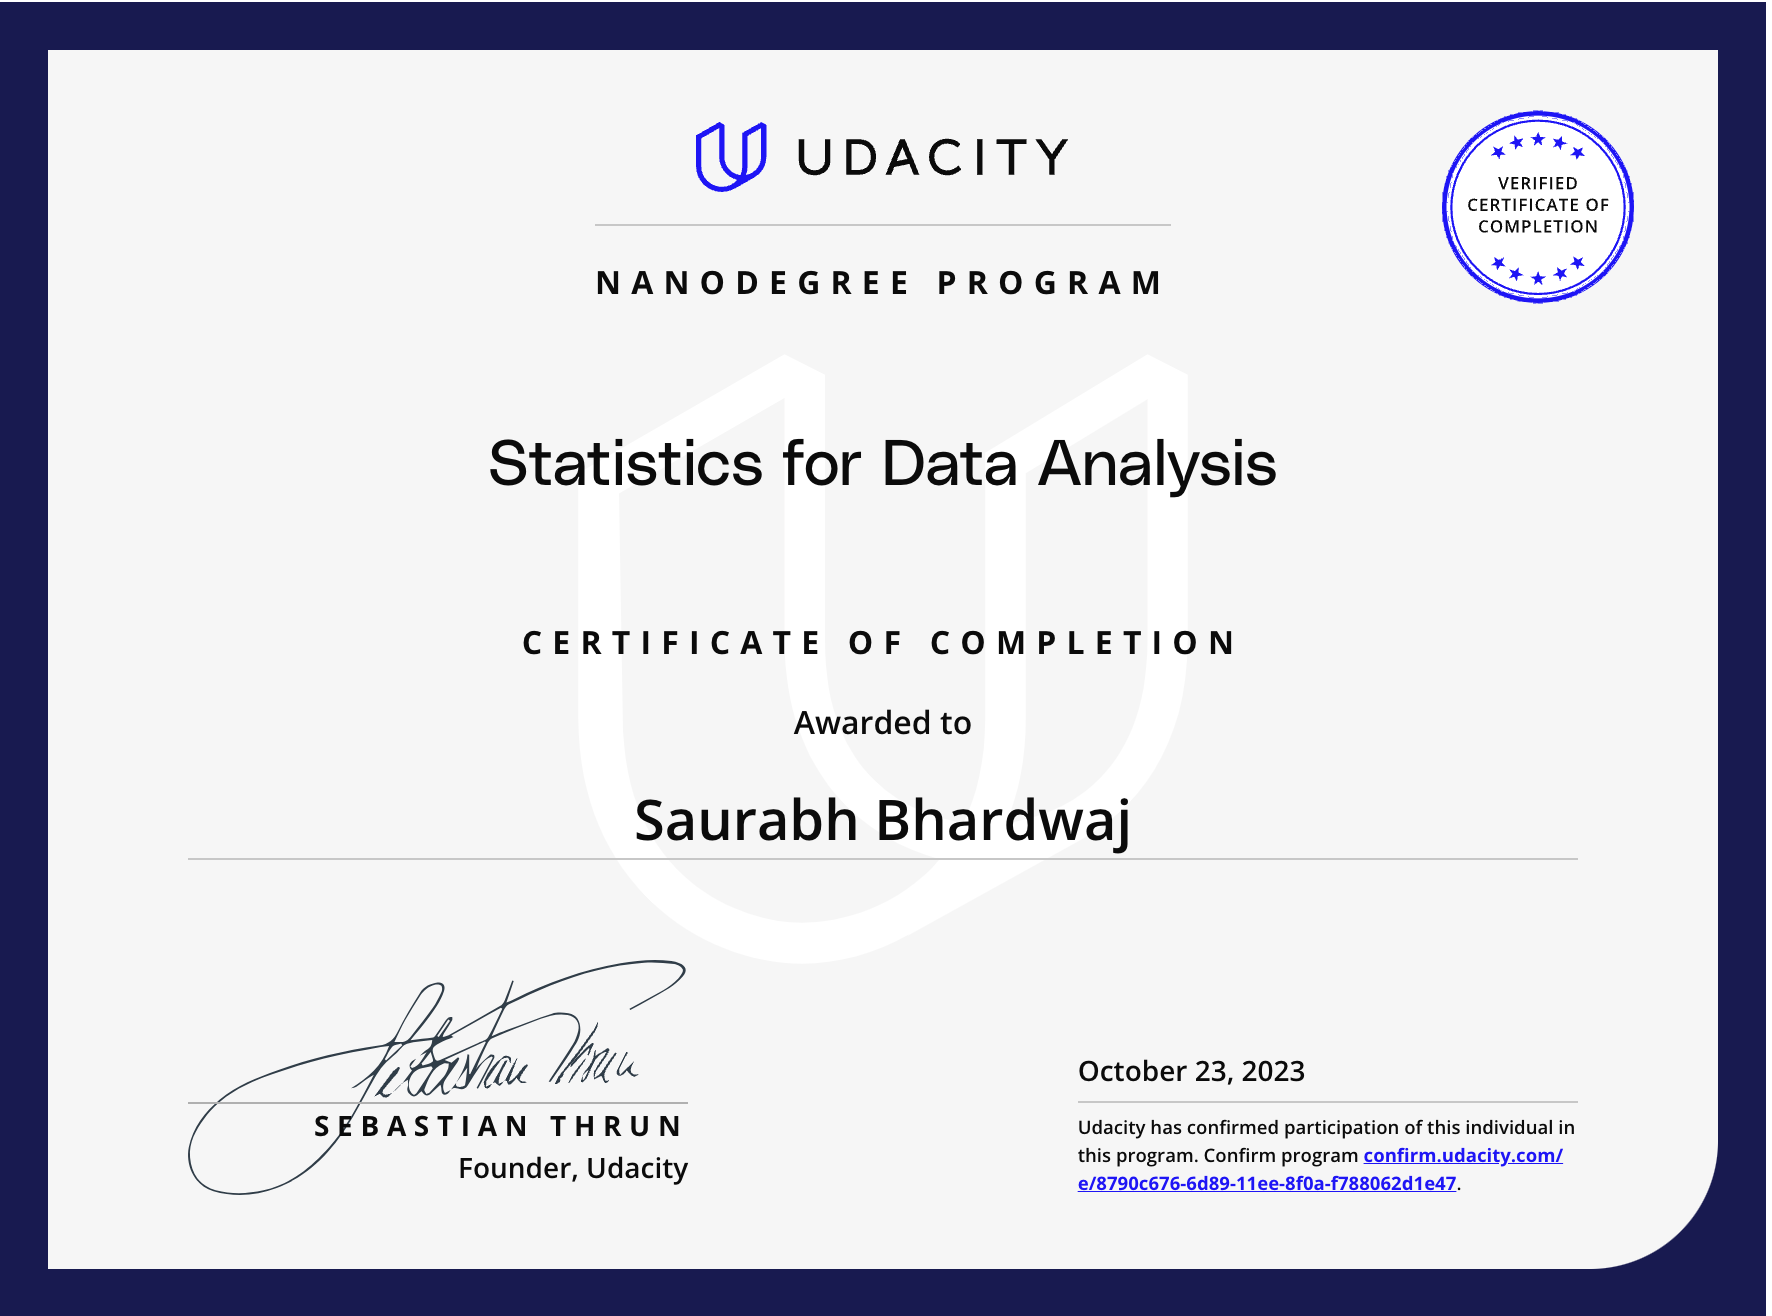 UDACITY
VERIFIED
CERTIFICATE OF
COMPLETION
NANODEGREE PROGRAM
Statistics for Data Analysis
CERTIFICATE OF COMPLETION
Awarded to
Saurabh Bhardwaj
Sebastian Thrun
SEBASTIAN THRUN
Founder, Udacity
October 23, 2023
Udacity has confirmed participation of this individual in
this program. Confirm program confirm.udacity.com/
e/8790c676-6d89-11ee-8f0a-f788062d1e47.